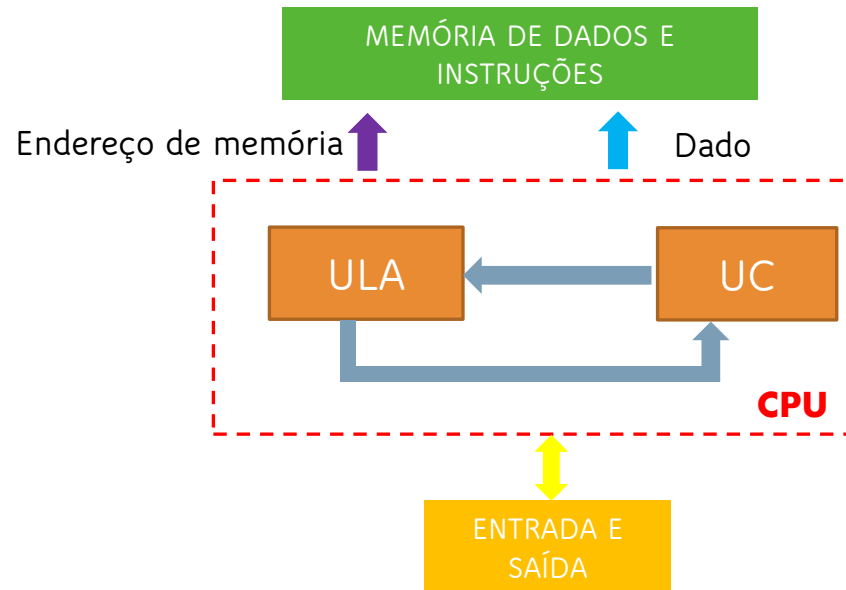 MEMÓRIA DE DADOS E
INSTRUÇÕES
Endereço de memória
Dado
ULA
UC
CPU
ENTRADA E
SAÍDA